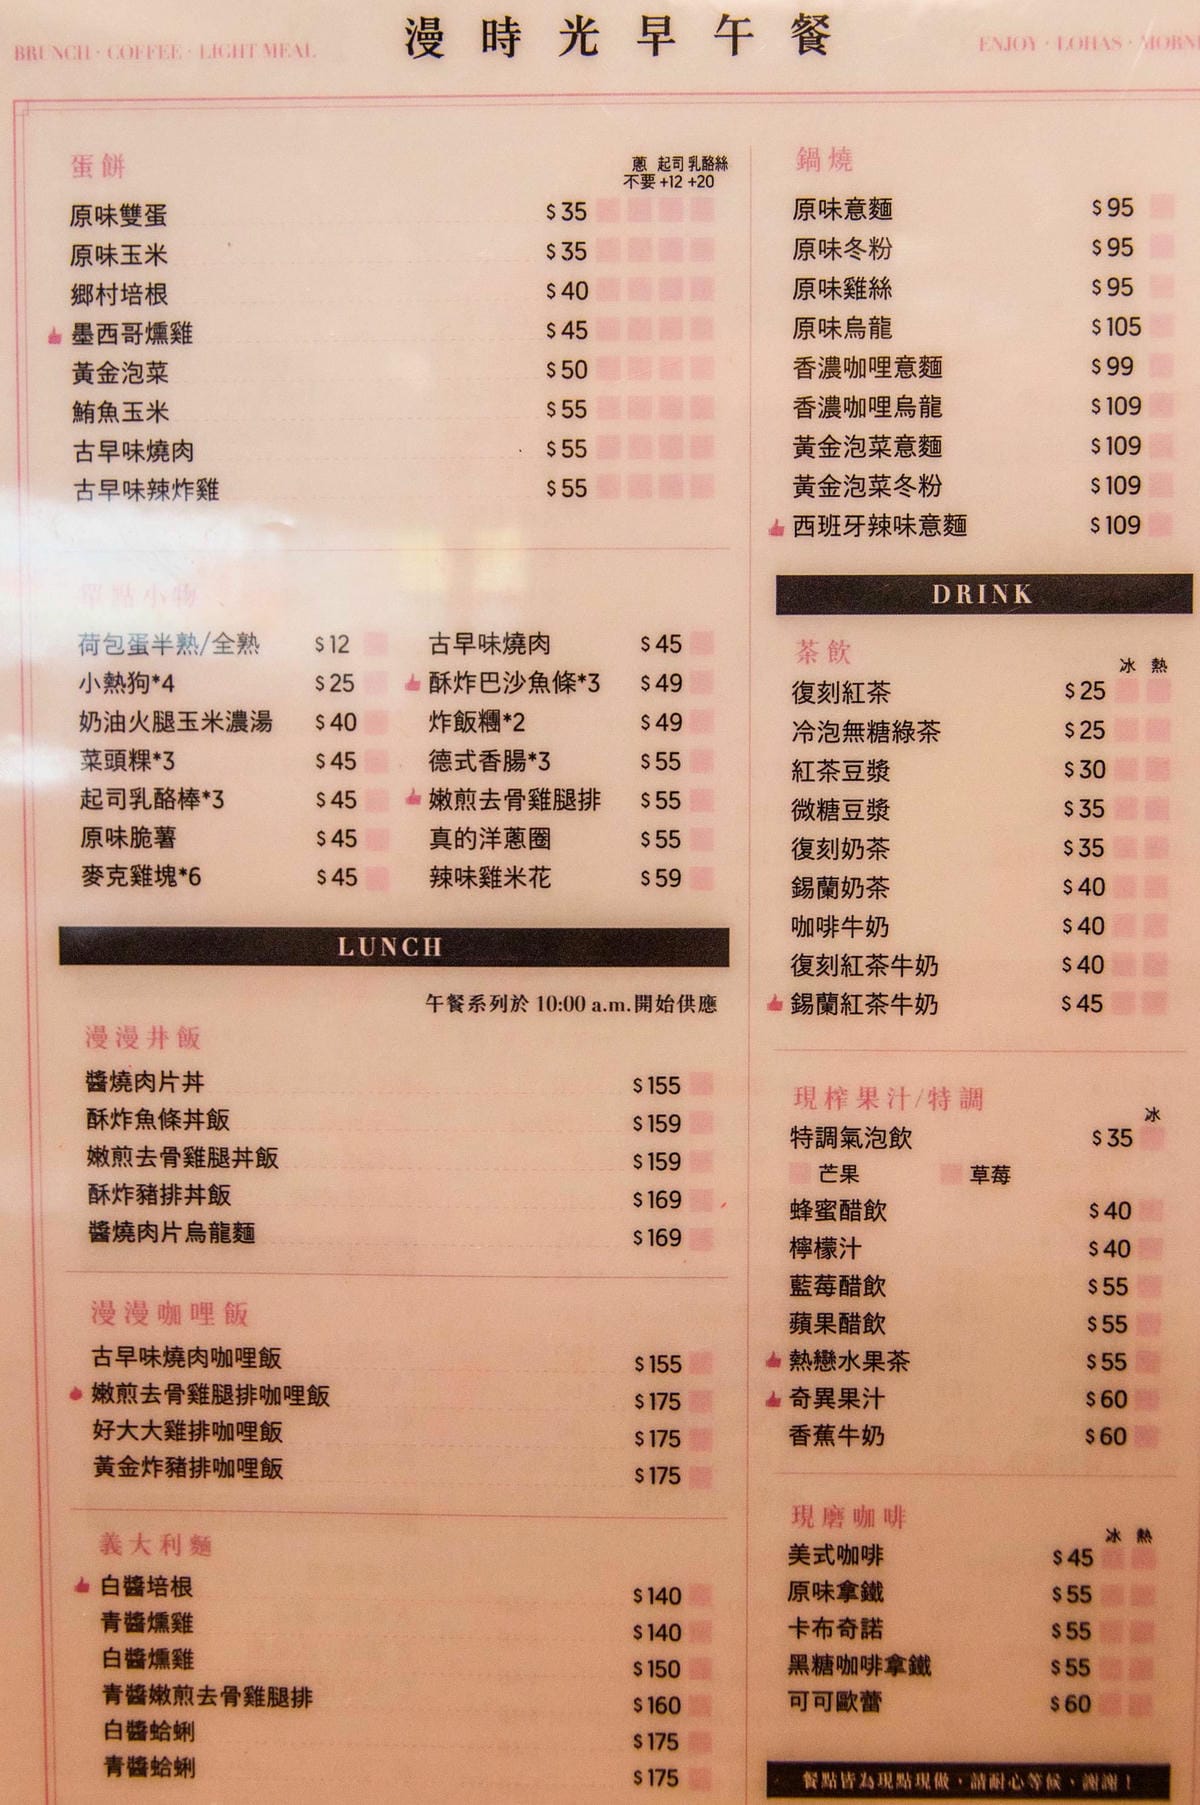 BRUNCH · COFFEE · LIGHT MEAL
漫時光早午餐
ENJOY · LOHAS · MORN
蛋餅
蔥 起司 乳酪絲
不要 +12 +20
原味雙蛋 $35
原味玉米 $35
鄉村培根 $40
墨西哥燻雞 $45
黃金泡菜 $50
鮪魚玉米 $55
古早味燒肉 $55
古早味辣炸雞 $55
單點小物
荷包蛋半熟/全熟 $12
小熱狗*4 $25
奶油火腿玉米濃湯 $40
菜頭粿*3 $45
起司乳酪棒*3 $45
原味脆薯 $45
麥克雞塊*6 $45
古早味燒肉 $45
酥炸巴沙魚條*3 $49
炸飯糰*2 $49
德式香腸*3 $55
嫩煎去骨雞腿排 $55
真的洋蔥圈 $55
辣味雞米花 $59
LUNCH
午餐系列於 10:00 a.m.開始供應
漫漫丼飯
醬燒肉片丼 $155
酥炸魚條丼飯 $159
嫩煎去骨雞腿丼飯 $159
酥炸豬排丼飯 $169
醬燒肉片烏龍麵 $169
漫漫咖哩飯
古早味燒肉咖哩飯 $155
嫩煎去骨雞腿排咖哩飯 $175
好大大雞排咖哩飯 $175
黃金炸豬排咖哩飯 $175
義大利麵
白醬培根 $140
青醬燻雞 $140
白醬燻雞 $150
青醬嫩煎去骨雞腿排 $160
白醬蛤蜊 $175
青醬蛤蜊 $175
鍋燒
原味意麵 $95
原味冬粉 $95
原味雞絲 $95
原味烏龍 $105
香濃咖哩意麵 $99
香濃咖哩烏龍 $109
黃金泡菜意麵 $109
黃金泡菜冬粉 $109
西班牙辣味意麵 $109
DRINK
茶飲
冰 熱
復刻紅茶 $25
冷泡無糖綠茶 $25
紅茶豆漿 $30
微糖豆漿 $35
復刻奶茶 $35
錫蘭奶茶 $40
咖啡牛奶 $40
復刻紅茶牛奶 $40
錫蘭紅茶牛奶 $45
現榨果汁/特調
冰
特調氣泡飲 $35
芒果 草莓
蜂蜜醋飲 $40
檸檬汁 $40
藍莓醋飲 $55
蘋果醋飲 $55
熱戀水果茶 $55
奇異果汁 $60
香蕉牛奶 $60
現磨咖啡
冰 熱
美式咖啡 $45
原味拿鐵 $55
卡布奇諾 $55
黑糖咖啡拿鐵 $55
可可歐蕾 $60
餐點皆為現點現做，請耐心等候，謝謝！